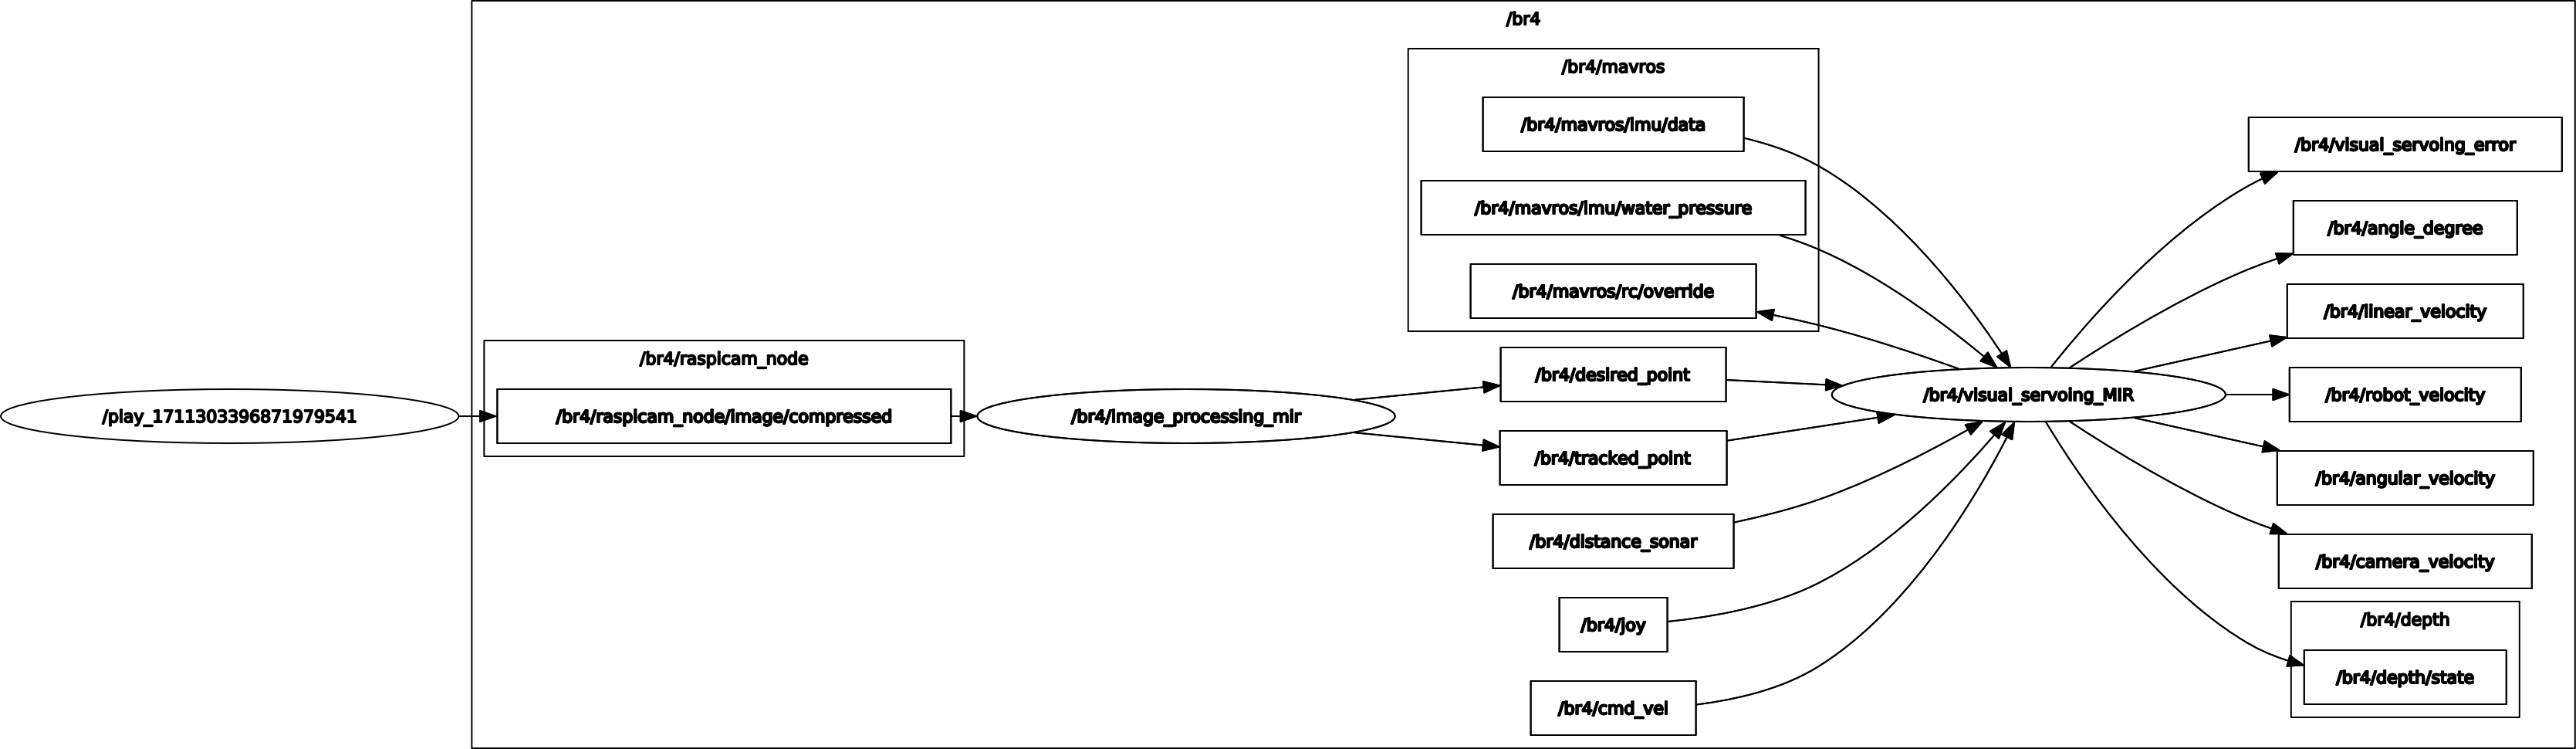 /br4
/br4/mavros
/br4/mavros/imu/data
/br4/mavros/imu/water_pressure
/br4/mavros/rc/override
/br4/raspicam_node
/play_1711303396871979541
/br4/raspicam_node/image/compressed
/br4/image_processing_mir
/br4/desired_point
/br4/tracked_point
/br4/distance_sonar
/br4/joy
/br4/cmd_vel
/br4/visual_servoing_MIR
/br4/visual_servoing_error
/br4/angle_degree
/br4/linear_velocity
/br4/robot_velocity
/br4/angular_velocity
/br4/camera_velocity
/br4/depth
/br4/depth/state